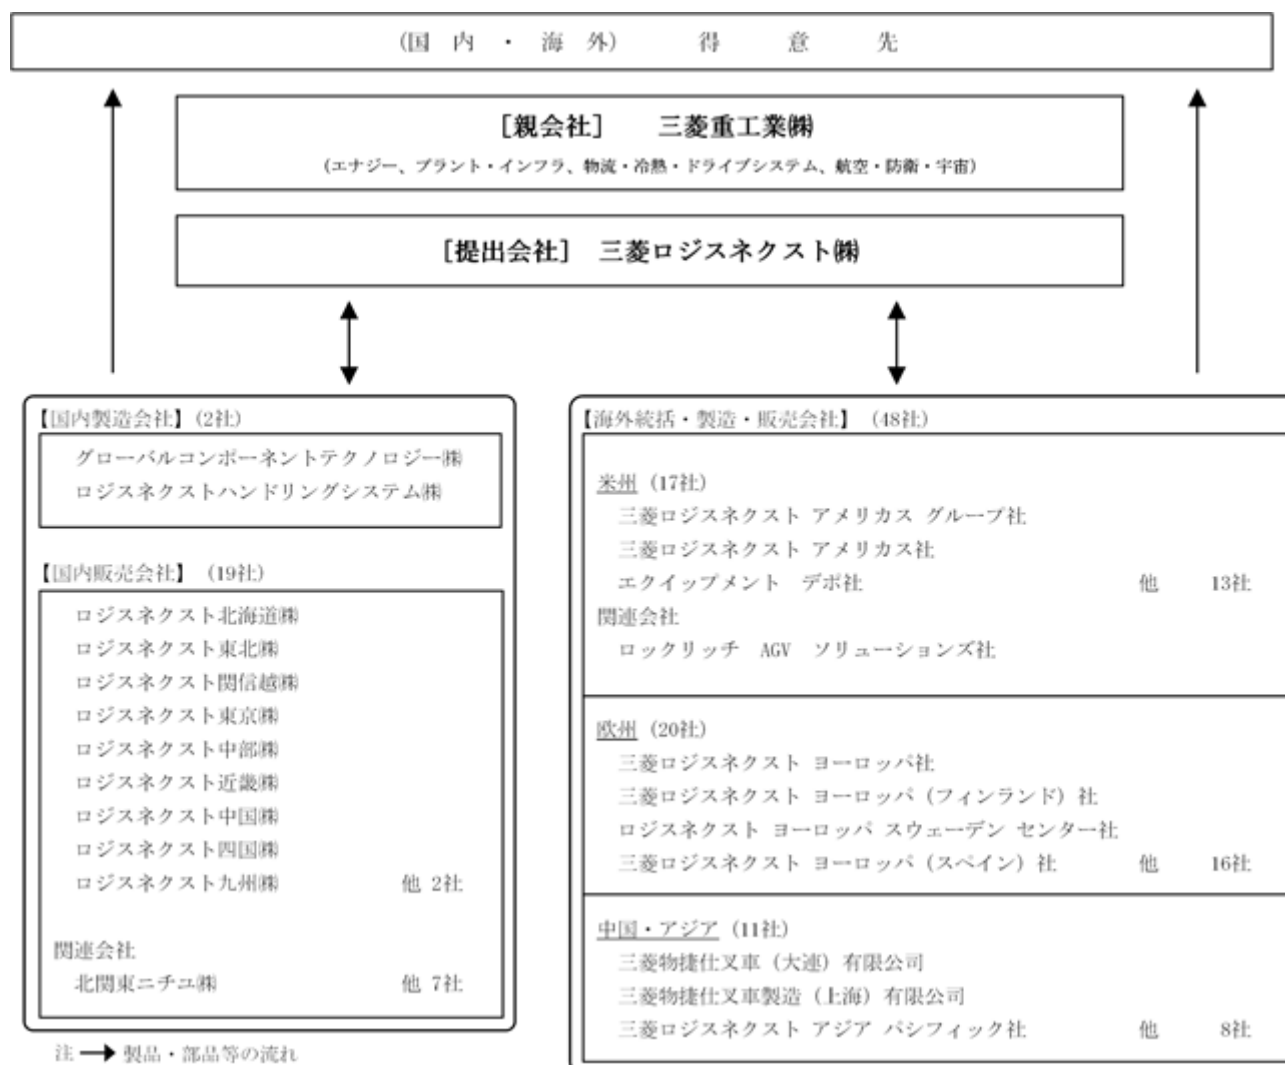 (国内・海外) 得意先
[親会社] 三菱重工業㈱
(エナジー、プラント・インフラ、物流・冷熱・ドライブシステム、航空・防衛・宇宙)
[提出会社] 三菱ロジスネクスト㈱
【国内製造会社】(2社)
グローバルコンポーネントテクノロジー㈱
ロジスネクストハンドリングシステム㈱
【国内販売会社】 (19社)
ロジスネクスト北海道㈱
ロジスネクスト東北㈱
ロジスネクスト関信越㈱
ロジスネクスト東京㈱
ロジスネクスト中部㈱
ロジスネクスト近畿㈱
ロジスネクスト中国㈱
ロジスネクスト四国㈱
ロジスネクスト九州㈱ 他 2社
関連会社
北関東ニチユ㈱ 他 7社
注 → 製品・部品等の流れ
【海外統括・製造・販売会社】 (48社)
米州 (17社)
三菱ロジスネクスト アメリカス グループ社
三菱ロジスネクスト アメリカス社
エクイップメント デポ社 他 13社
関連会社
ロックリッチ AGV ソリューションズ社
欧州 (20社)
三菱ロジスネクスト ヨーロッパ社
三菱ロジスネクスト ヨーロッパ (フィンランド) 社
ロジスネクスト ヨーロッパ スウェーデン センター社
三菱ロジスネクスト ヨーロッパ (スペイン) 社 他 16社
中国・アジア (11社)
三菱物捷仕叉車 (大連) 有限公司
三菱物捷仕叉車製造 (上海) 有限公司
三菱ロジスネクスト アジア パシフィック社 他 8社